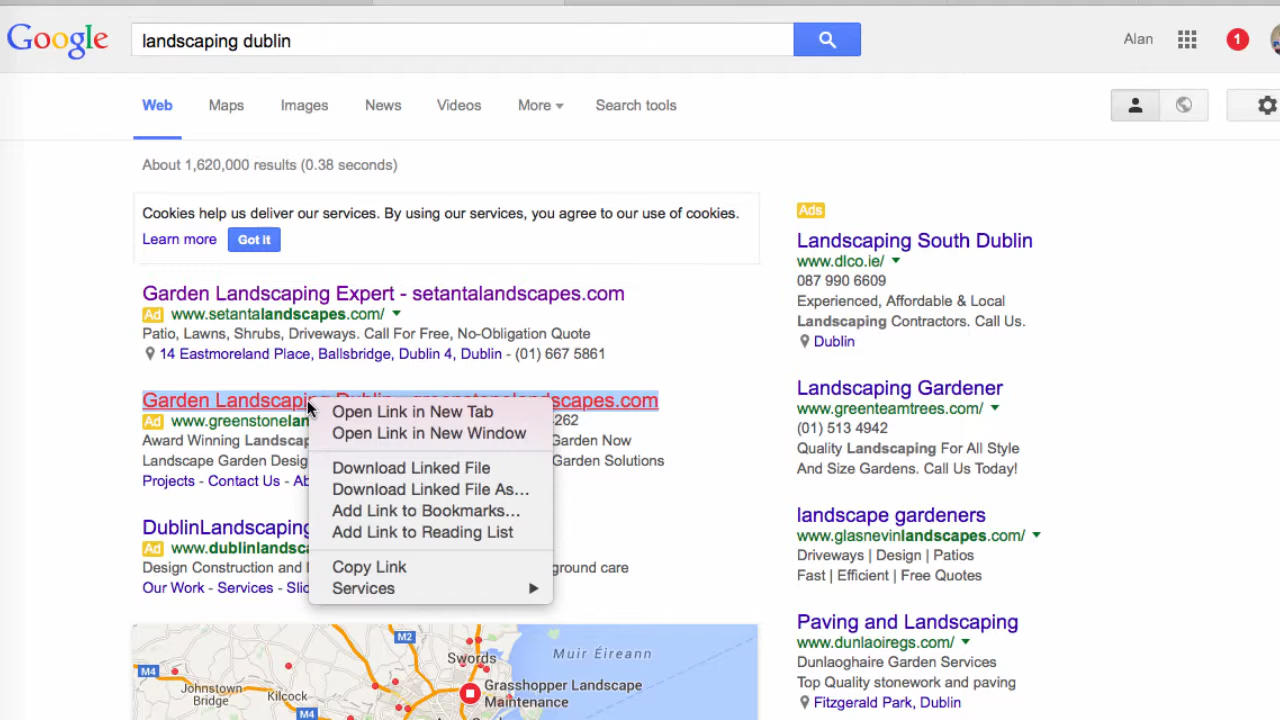 Google
landscaping dublin
Alan
1
Web Maps Images News Videos More Search tools
About 1,620,000 results (0.38 seconds)
Cookies help us deliver our services. By using our services, you agree to our use of cookies.
Learn more Got it
Garden Landscaping Expert - setantalandscapes.com
Ad www.setantalandscapes.com/
Patio, Lawns, Shrubs, Driveways. Call For Free, No-Obligation Quote
14 Eastmoreland Place, Ballsbridge, Dublin 4, Dublin - (01) 667 5861
Garden Landscaping Dublin - greenstonelandscapes.com
Ad www.greenstonelan 262
Award Winning Landsca Garden Now
Landscape Garden Desig Garden Solutions
Projects - Contact Us - Ab
DublinLandscaping
Ad www.dublinlandsca
Design Construction and ground care
Our Work - Services - Slid
Open Link in New Tab
Open Link in New Window
Download Linked File
Download Linked File As...
Add Link to Bookmarks...
Add Link to Reading List
Copy Link
Services
M2
M4
M4
Swords
Muir Éireann
Johnstown
Bridge
Kilcock
Grasshopper Landscape
Maintenance
Ads
Landscaping South Dublin
www.dlco.ie/
087 990 6609
Experienced, Affordable & Local
Landscaping Contractors. Call Us.
Dublin
Landscaping Gardener
www.greenteamtrees.com/
(01) 513 4942
Quality Landscaping For All Style
And Size Gardens. Call Us Today!
landscape gardeners
www.glasnevinlandscapes.com/
Driveways | Design | Patios
Fast | Efficient | Free Quotes
Paving and Landscaping
www.dunlaoiregs.com/
Dunlaoghaire Garden Services
Top Quality stonework and paving
Fitzgerald Park, Dublin